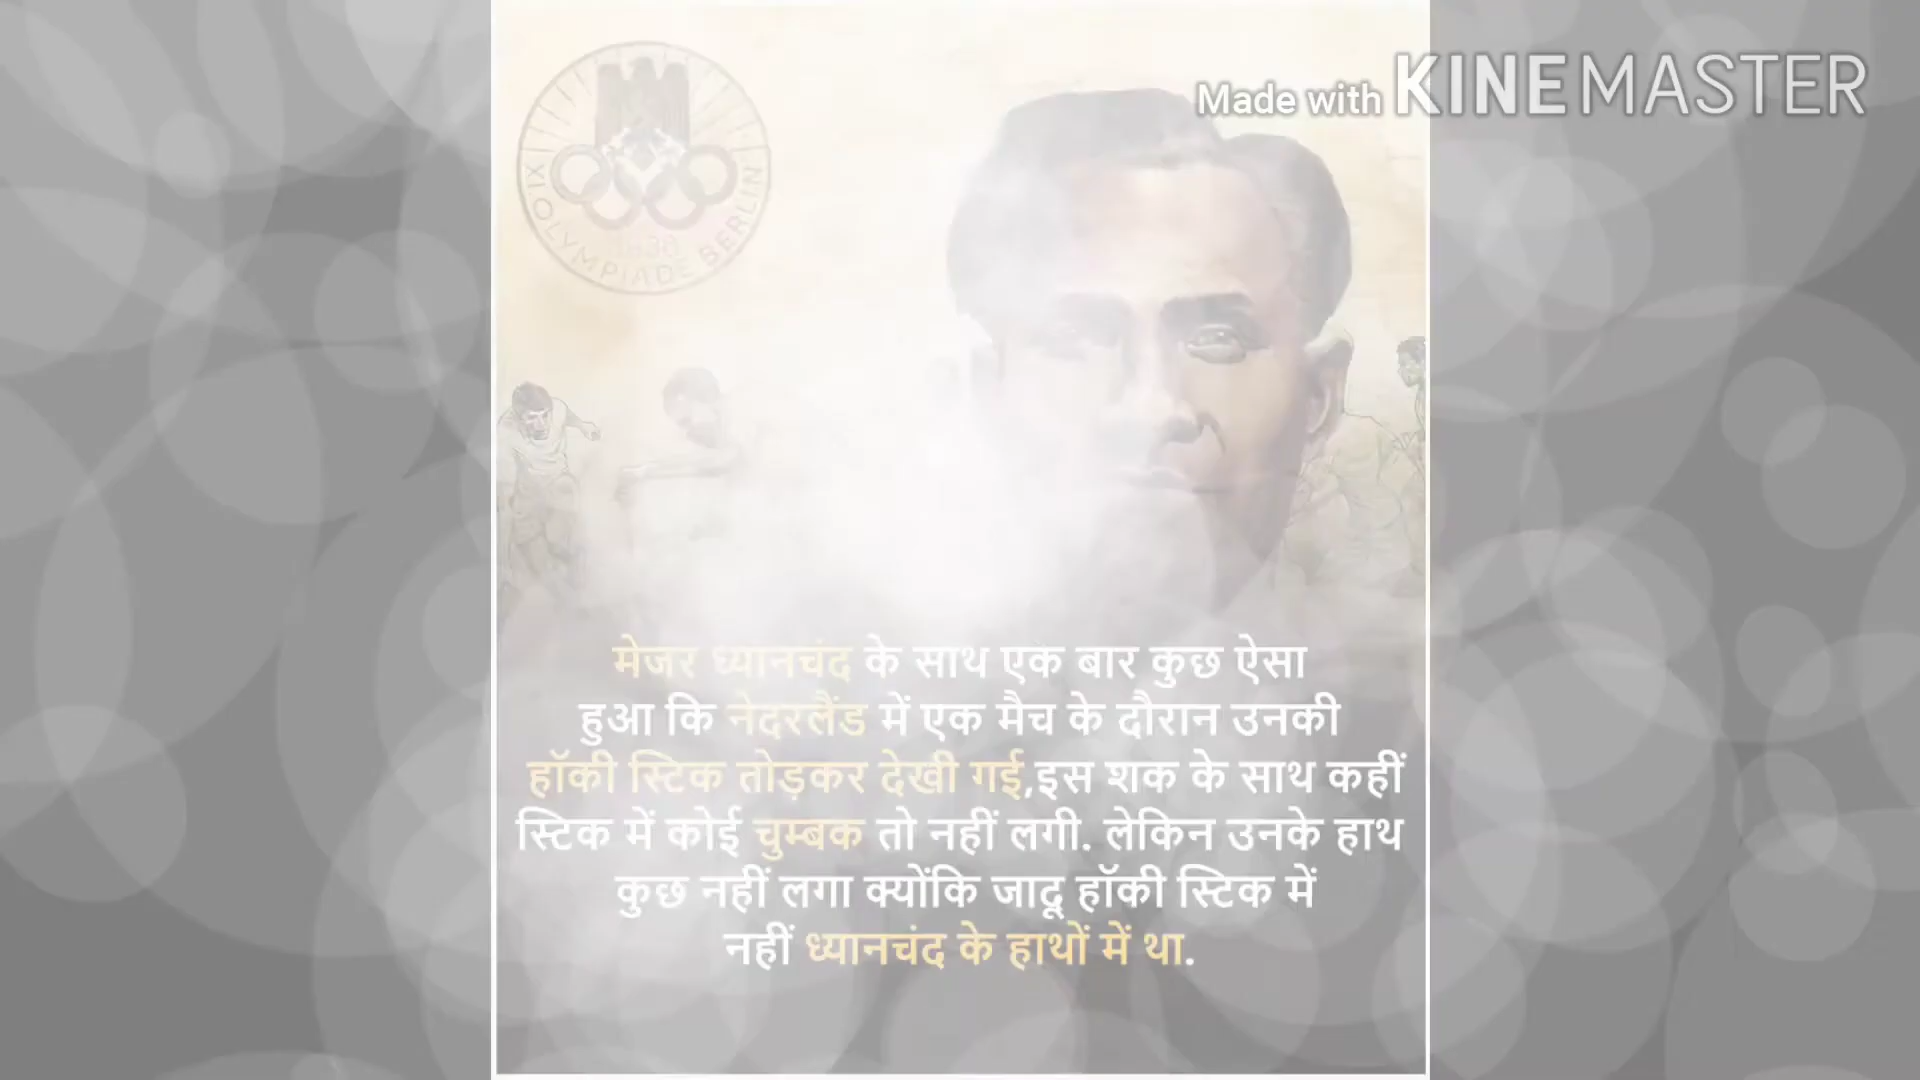 Made with KINEMASTER
XI OLYMPIADE BERLIN
मेजर ध्यानचंद के साथ एक बार कुछ ऐसा
हुआ कि नेदरलैंड में एक मैच के दौरान उनकी
हॉकी स्टिक तोड़कर देखी गई,इस शक के साथ कहीं
स्टिक में कोई चुम्बक तो नहीं लगी. लेकिन उनके हाथ
कुछ नहीं लगा क्योंकि जादू हॉकी स्टिक में
नहीं ध्यानचंद के हाथों में था.